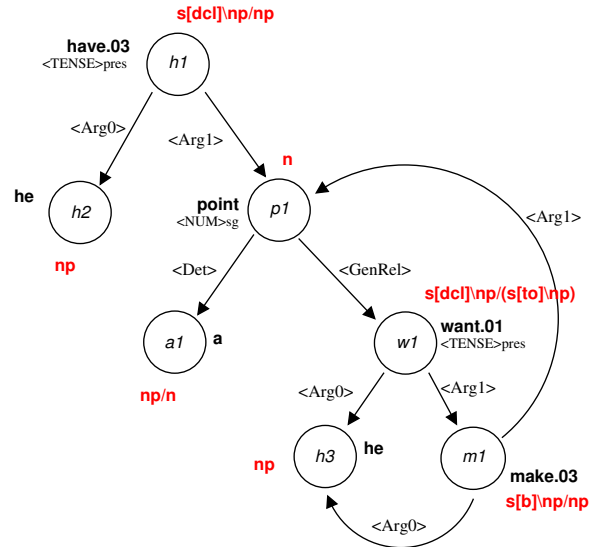 s[dcl]\np/np
have.03
<TENSE>pres
h1
<Arg0>
<Arg1>
n
he
h2
np
point
<NUM>sg
p1
<Arg1>
<Det>
<GenRel>
s[dcl]\np/(s[to]\np)
a1
a
np/n
w1
want.01
<TENSE>pres
<Arg0>
<Arg1>
np
h3
he
m1
make.03
s[b]\np/np
<Arg0>